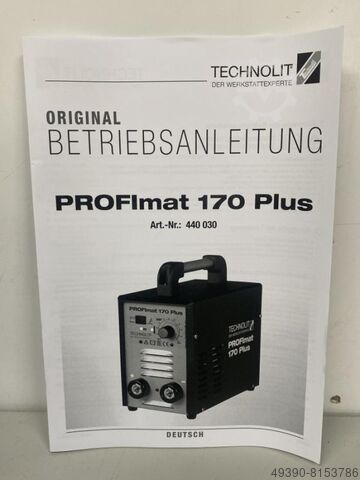 TECHNOLIT
DER WERKSTATTEXPERTE
ORIGINAL
BETRIEBSANLEITUNG
PROFImat 170 Plus
Art.-Nr.: 440 030
PROFImat 170 Plus
TECHNOLIT
PROFImat
170 Plus
DEUTSCH
49390-8153786